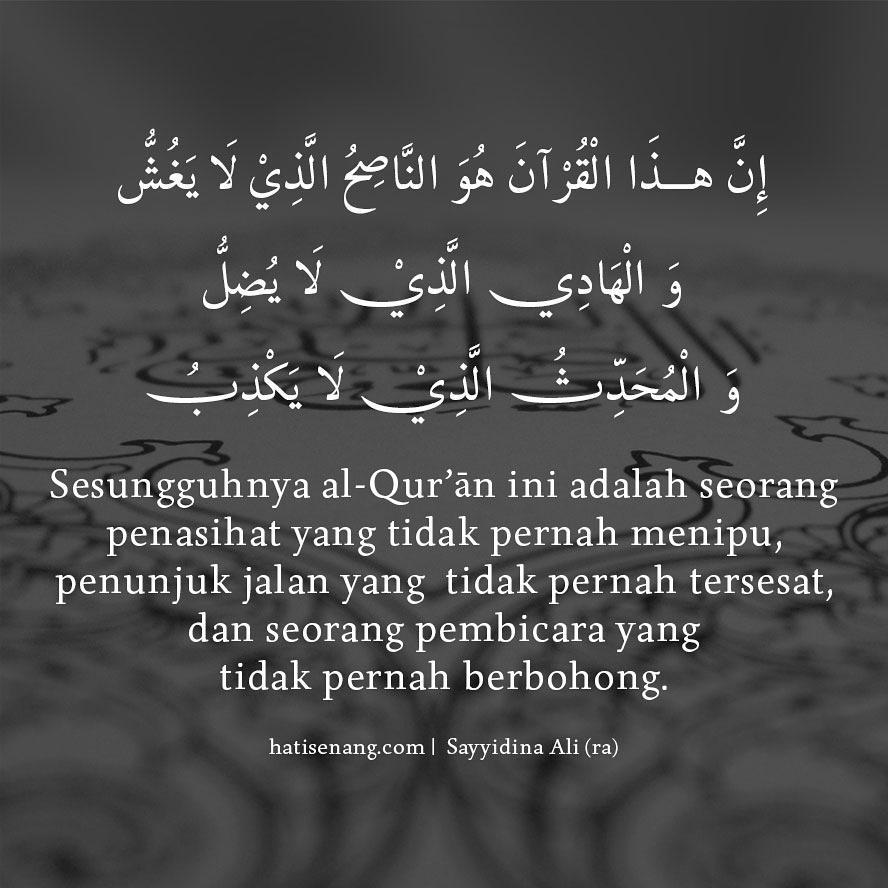 إِنَّ هـٰذَا الْقُرْآنَ هُوَ النَّاصِحُ الَّذِيْ لَا يَغُشُّ
وَ الْهَادِي الَّذِيْ لَا يُضِلُّ
وَ الْمُحَدِّثُ الَّذِيْ لَا يَكْذِبُ
Sesungguhnya al-Qur’ān ini adalah seorang
penasihat yang tidak pernah menipu,
penunjuk jalan yang tidak pernah tersesat,
dan seorang pembicara yang
tidak pernah berbohong.
hatisenang.com | Sayyidina Ali (ra)